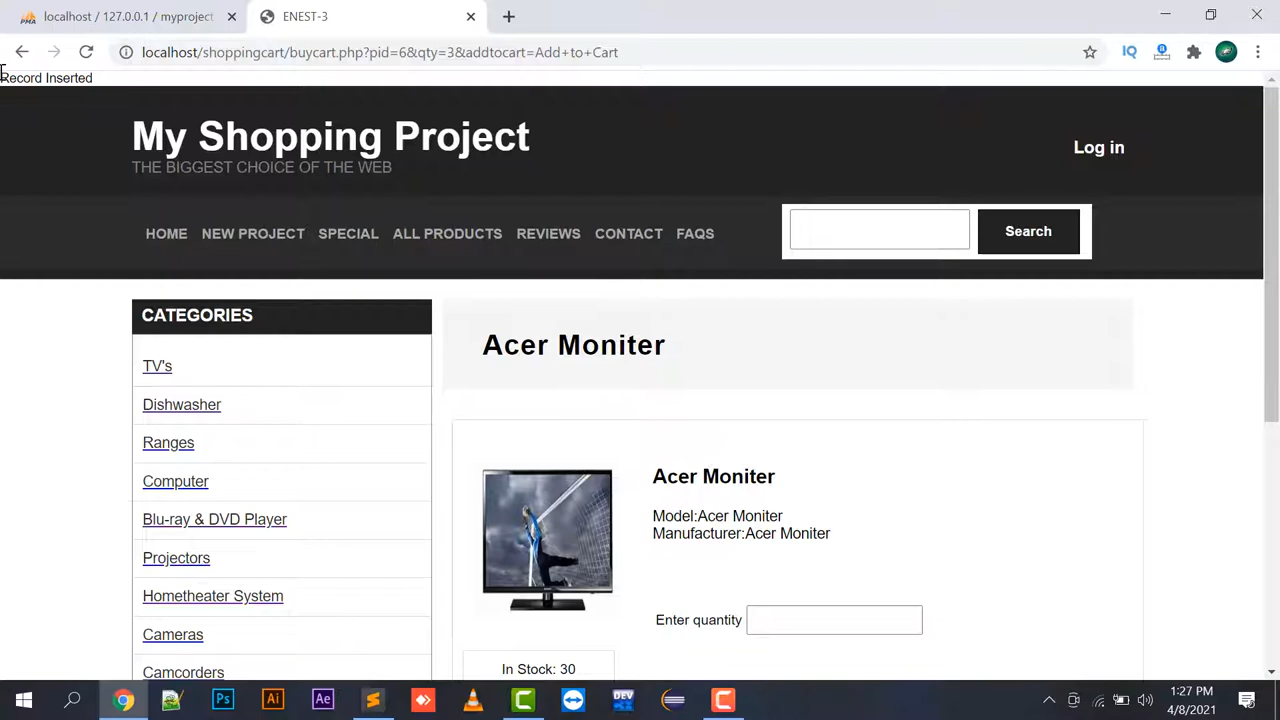 localhost / 127.0.0.1 / myproject
ENEST-3
localhost/shoppingcart/buycart.php?pid=6&qty=3&addtocart=Add+to+Cart
Record Inserted
My Shopping Project
THE BIGGEST CHOICE OF THE WEB
Log in
HOME NEW PROJECT SPECIAL ALL PRODUCTS REVIEWS CONTACT FAQS
Search
CATEGORIES
TV's
Dishwasher
Ranges
Computer
Blu-ray & DVD Player
Projectors
Hometheater System
Cameras
Camcorders
Acer Moniter
Acer Moniter
Model:Acer Moniter
Manufacturer:Acer Moniter
Enter quantity
In Stock: 30
1:27 PM
4/8/2021